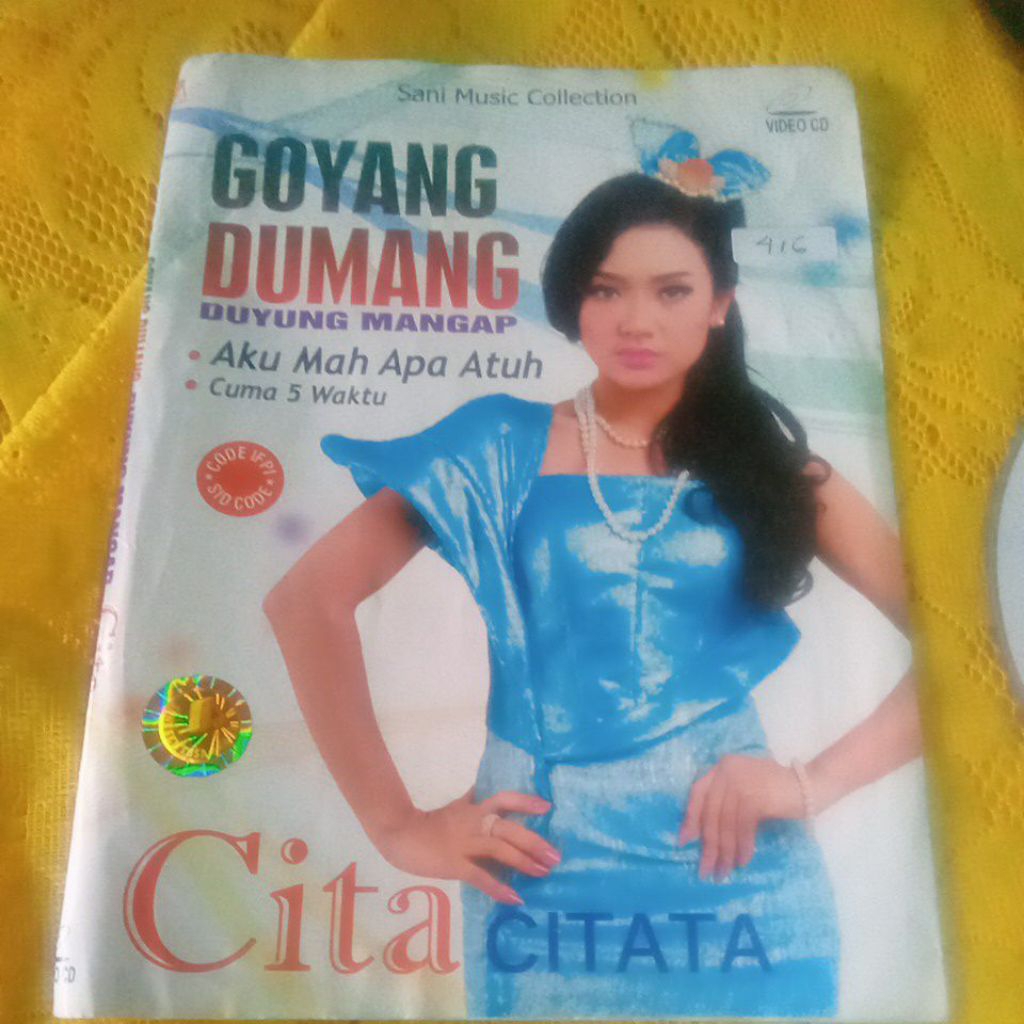 Sani Music Collection
VIDEO CD
GOYANG
DUMANG
DUYUNG MANGAP
• Aku Mah Apa Atuh
• Cuma 5 Waktu
416
CODE IFPI
SID CODE
Cita
CITATA